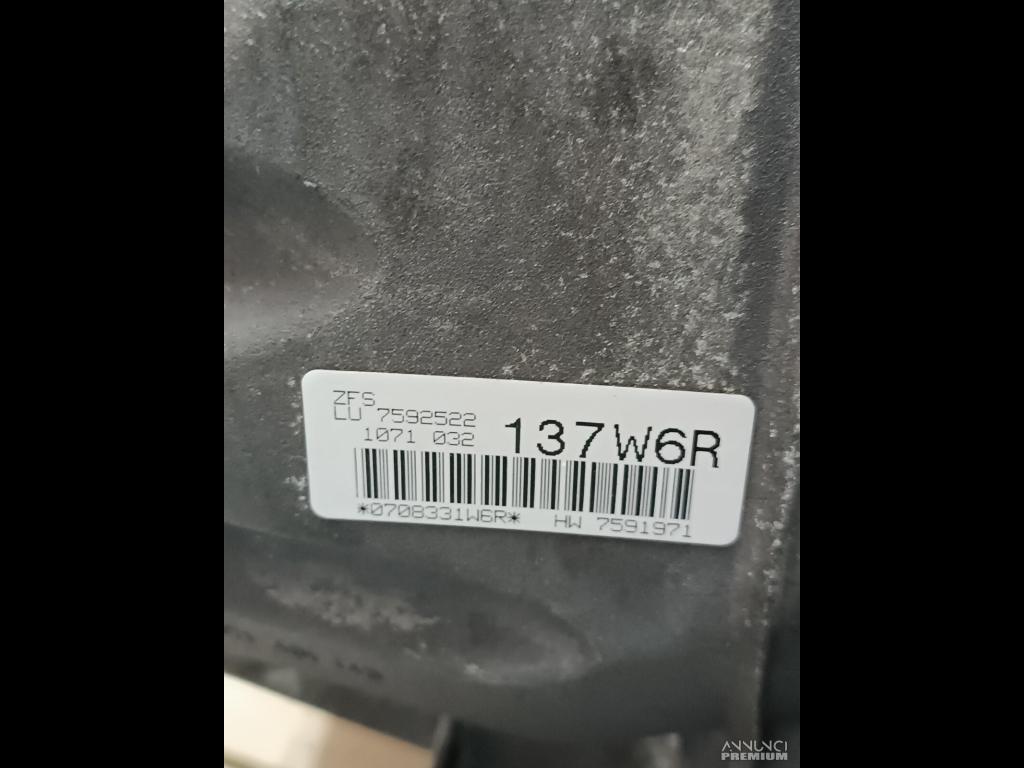 ZFS
LU 7592522
1071 032
137W6R
*0708331W6R* HW 7591971
ANNUNCI
PREMIUM